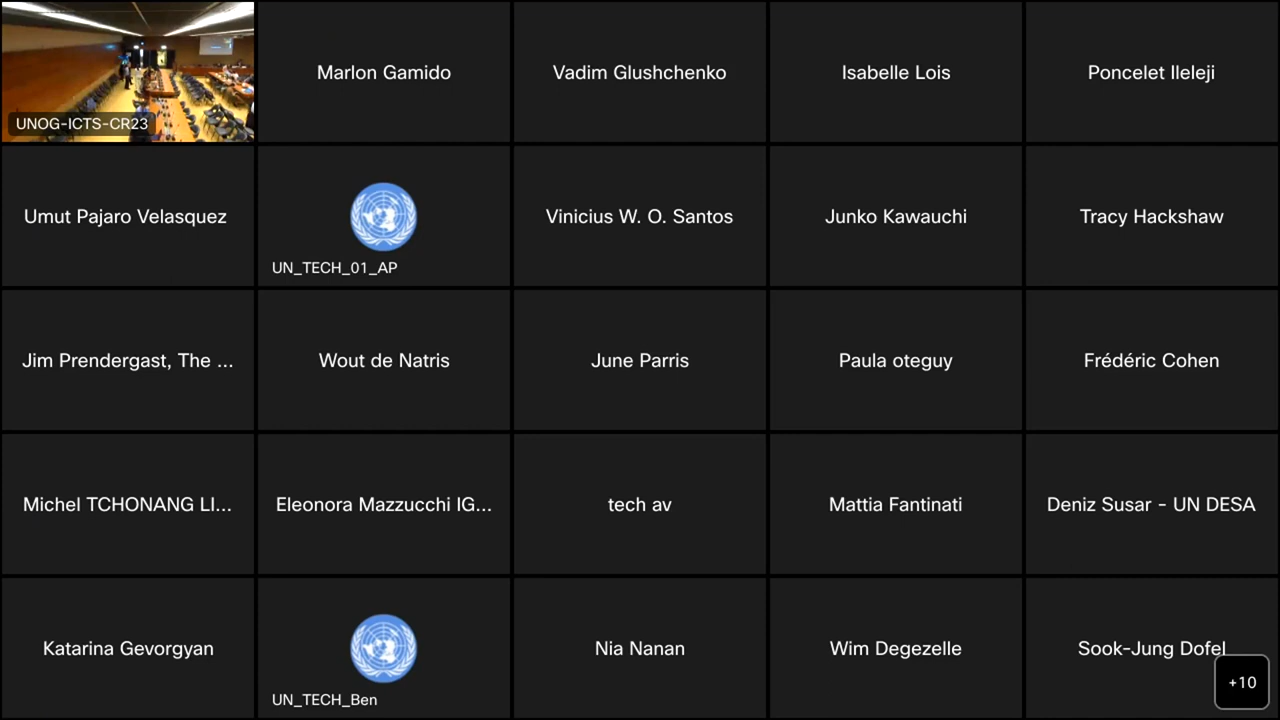 UNOG-ICTS-CR23
Marlon Gamido
Vadim Glushchenko
Isabelle Lois
Poncelet Ileleji
Umut Pajaro Velasquez
UN_TECH_01_AP
Vinicius W. O. Santos
Junko Kawauchi
Tracy Hackshaw
Jim Prendergast, The ...
Wout de Natris
June Parris
Paula oteguy
Frédéric Cohen
Michel TCHONANG LI...
Eleonora Mazzucchi IG...
tech av
Mattia Fantinati
Deniz Susar - UN DESA
Katarina Gevorgyan
UN_TECH_Ben
Nia Nanan
Wim Degezelle
Sook-Jung Dofel
+10